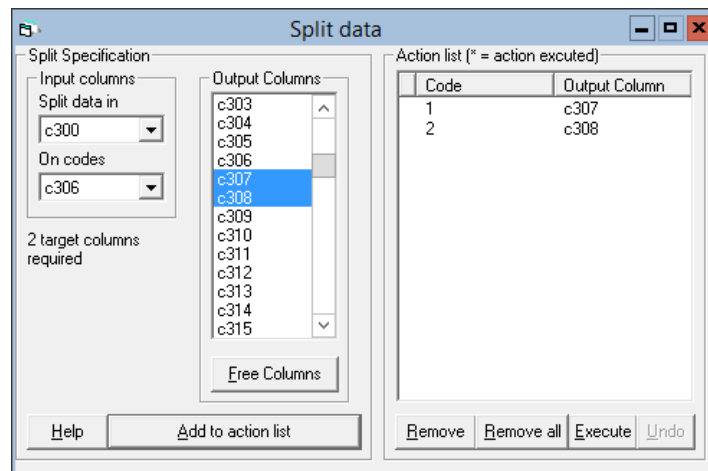 Split data
Split Specification
Input columns
Split data in
c300
On codes
c306
2 target columns
required
Output Columns
c303
c304
c305
c306
c307
c308
c309
c310
c311
c312
c313
c314
c315
Free Columns
Help
Add to action list
Action list (* = action excuted)
Code Output Column
1 c307
2 c308
Remove Remove all Execute Undo